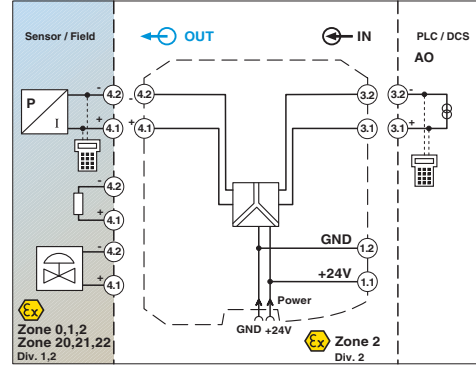 Sensor / Field
OUT
IN
PLC / DCS
AO
P
I
-
4.2
-
4.2
3.2
3.2
-
+
4.1
+
4.1
3.1
3.1
+
-
4.2
+
4.1
-
4.2
+
4.1
GND
1.2
+24V
1.1
Power
GND +24V
Ex
Zone 0,1,2
Zone 20,21,22
Div. 1,2
Ex
Zone 2
Div. 2